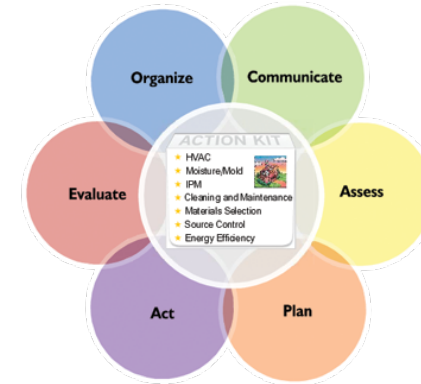 Organize
Communicate
Evaluate
Assess
Act
Plan
ACTION KIT
HVAC
Moisture/Mold
IPM
Cleaning and Maintenance
Materials Selection
Source Control
Energy Efficiency